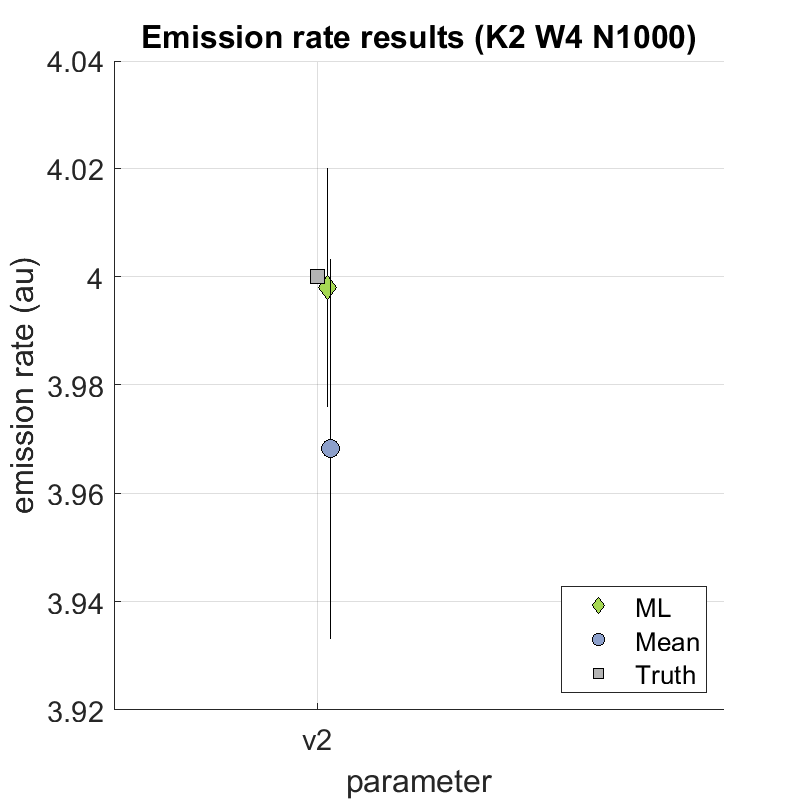 Emission rate results (K2 W4 N1000)
4.04
4.02
4
3.98
3.96
3.94
3.92
emission rate (au)
v2
parameter
ML
Mean
Truth